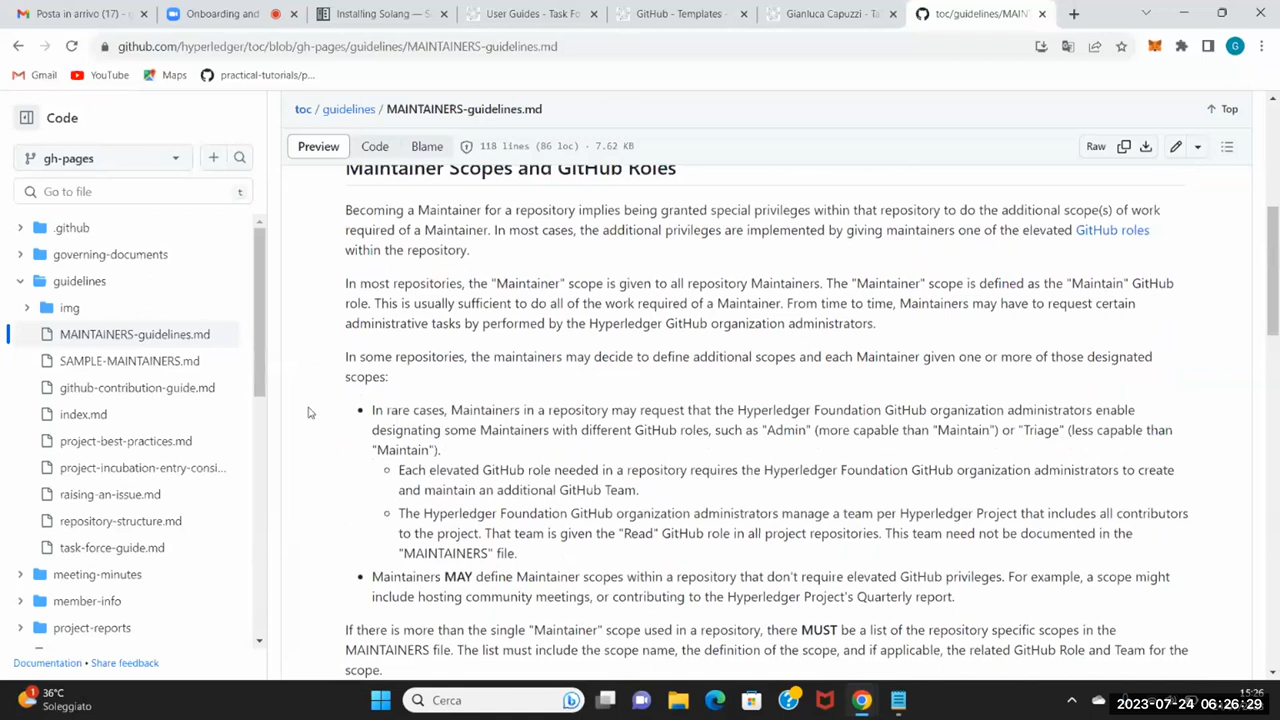 Posta in arrivo (17) - g
Onboarding and
Installing Solang — S
User Guides - Task Fo
GitHub - Templates -
Gianluca Capuzzi -
toc/guidelines/MAIN
github.com/hyperledger/toc/blob/gh-pages/guidelines/MAINTAINERS-guidelines.md
G
Gmail
YouTube
Maps
practical-tutorials/p...
Code
gh-pages
Go to file
t
.github
governing-documents
guidelines
img
MAINTAINERS-guidelines.md
SAMPLE-MAINTAINERS.md
github-contribution-guide.md
index.md
project-best-practices.md
project-incubation-entry-consi...
raising-an-issue.md
repository-structure.md
task-force-guide.md
meeting-minutes
member-info
project-reports
Documentation • Share feedback
toc / guidelines / MAINTAINERS-guidelines.md
Top
Preview
Code
Blame
118 lines (86 loc) · 7.62 KB
Raw
Maintainer Scopes and GitHub Roles
Becoming a Maintainer for a repository implies being granted special privileges within that repository to do the additional scope(s) of work
required of a Maintainer. In most cases, the additional privileges are implemented by giving maintainers one of the elevated GitHub roles
within the repository.
In most repositories, the "Maintainer" scope is given to all repository Maintainers. The "Maintainer" scope is defined as the "Maintain" GitHub
role. This is usually sufficient to do all of the work required of a Maintainer. From time to time, Maintainers may have to request certain
administrative tasks by performed by the Hyperledger GitHub organization administrators.
In some repositories, the maintainers may decide to define additional scopes and each Maintainer given one or more of those designated
scopes:
• In rare cases, Maintainers in a repository may request that the Hyperledger Foundation GitHub organization administrators enable
designating some Maintainers with different GitHub roles, such as "Admin" (more capable than "Maintain") or "Triage" (less capable than
"Maintain").
○ Each elevated GitHub role needed in a repository requires the Hyperledger Foundation GitHub organization administrators to create
and maintain an additional GitHub Team.
○ The Hyperledger Foundation GitHub organization administrators manage a team per Hyperledger Project that includes all contributors
to the project. That team is given the "Read" GitHub role in all project repositories. This team need not be documented in the
"MAINTAINERS" file.
• Maintainers MAY define Maintainer scopes within a repository that don't require elevated GitHub privileges. For example, a scope might
include hosting community meetings, or contributing to the Hyperledger Project's Quarterly report.
If there is more than the single "Maintainer" scope used in a repository, there MUST be a list of the repository specific scopes in the
MAINTAINERS file. The list must include the scope name, the definition of the scope, and if applicable, the related GitHub Role and Team for the
scope.
1
36°C
Soleggiato
Cerca
15:26
2023-07-24 06:26:29